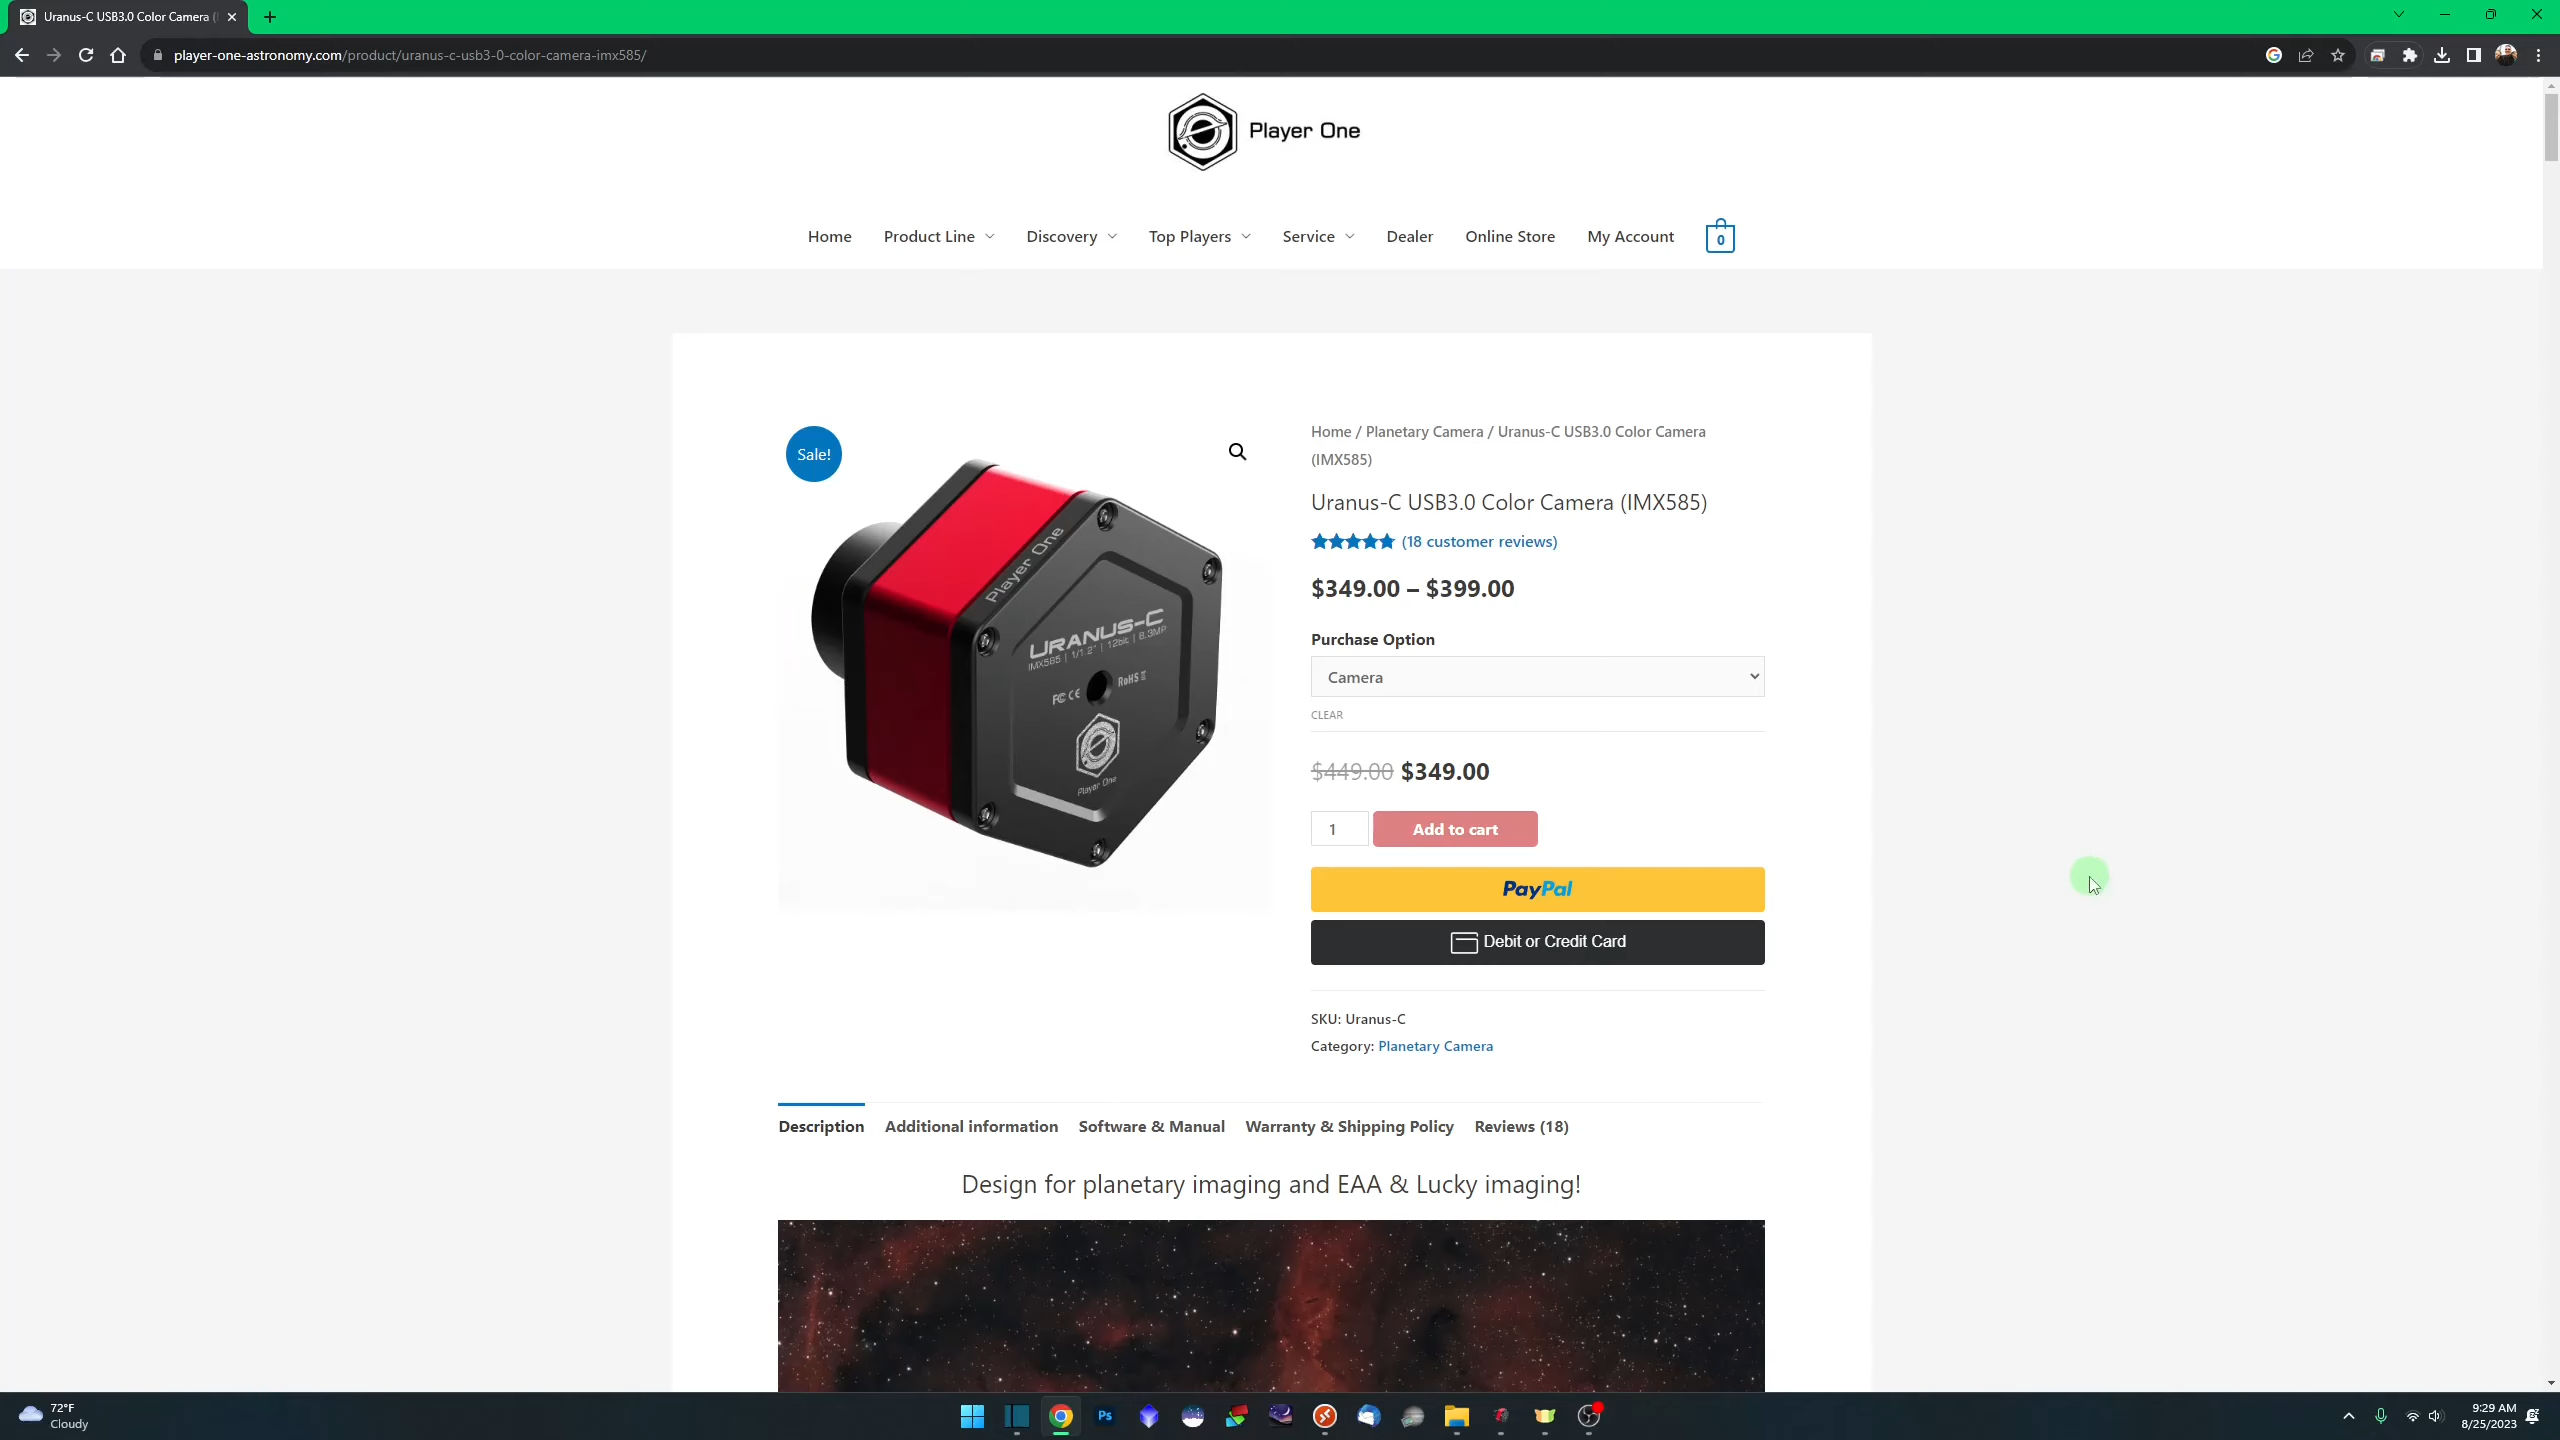 Uranus-C USB3.0 Color Camera (I
player-one-astronomy.com/product/uranus-c-usb3-0-color-camera-imx585/
Player One
Home Product Line Discovery Top Players Service Dealer Online Store My Account 0
Sale!
Home / Planetary Camera / Uranus-C USB3.0 Color Camera
(IMX585)
Uranus-C USB3.0 Color Camera (IMX585)
(18 customer reviews)
$349.00 – $399.00
Purchase Option
Camera
CLEAR
$449.00 $349.00
1 Add to cart
PayPal
Debit or Credit Card
SKU: Uranus-C
Category: Planetary Camera
Player One
URANUS-C
IMX585 | 1/1.2" | 12bit | 8.3MP
FC CE RoHS
Player One
Description Additional information Software & Manual Warranty & Shipping Policy Reviews (18)
Design for planetary imaging and EAA & Lucky imaging!
72°F
Cloudy
Ps
9:29 AM
8/25/2023